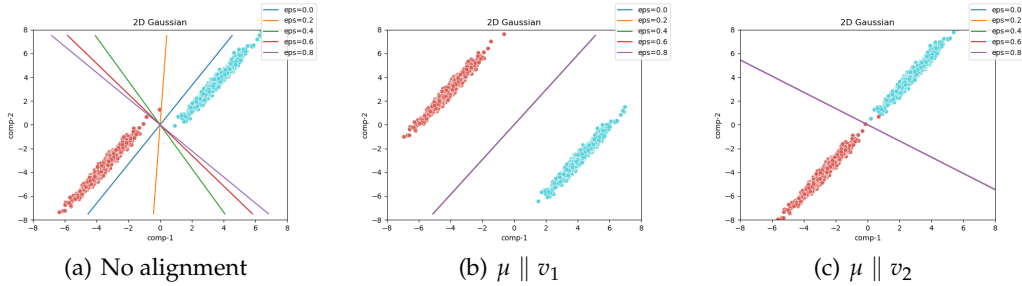 2D Gaussian
eps=0.0
eps=0.2
eps=0.4
eps=0.6
eps=0.8
8
6
4
2
0
−2
−4
−6
−8
comp-2
−8 −6 −4 −2 0 2 4 6 8
comp-1
(a) No alignment
2D Gaussian
eps=0.0
eps=0.2
eps=0.4
eps=0.6
eps=0.8
8
6
4
2
0
−2
−4
−6
−8
comp-2
−8 −6 −4 −2 0 2 4 6 8
comp-1
(b) μ ∥ v₁
2D Gaussian
eps=0.0
eps=0.2
eps=0.4
eps=0.6
eps=0.8
8
6
4
2
0
−2
−4
−6
−8
comp-2
−8 −6 −4 −2 0 2 4 6 8
comp-1
(c) μ ∥ v₂